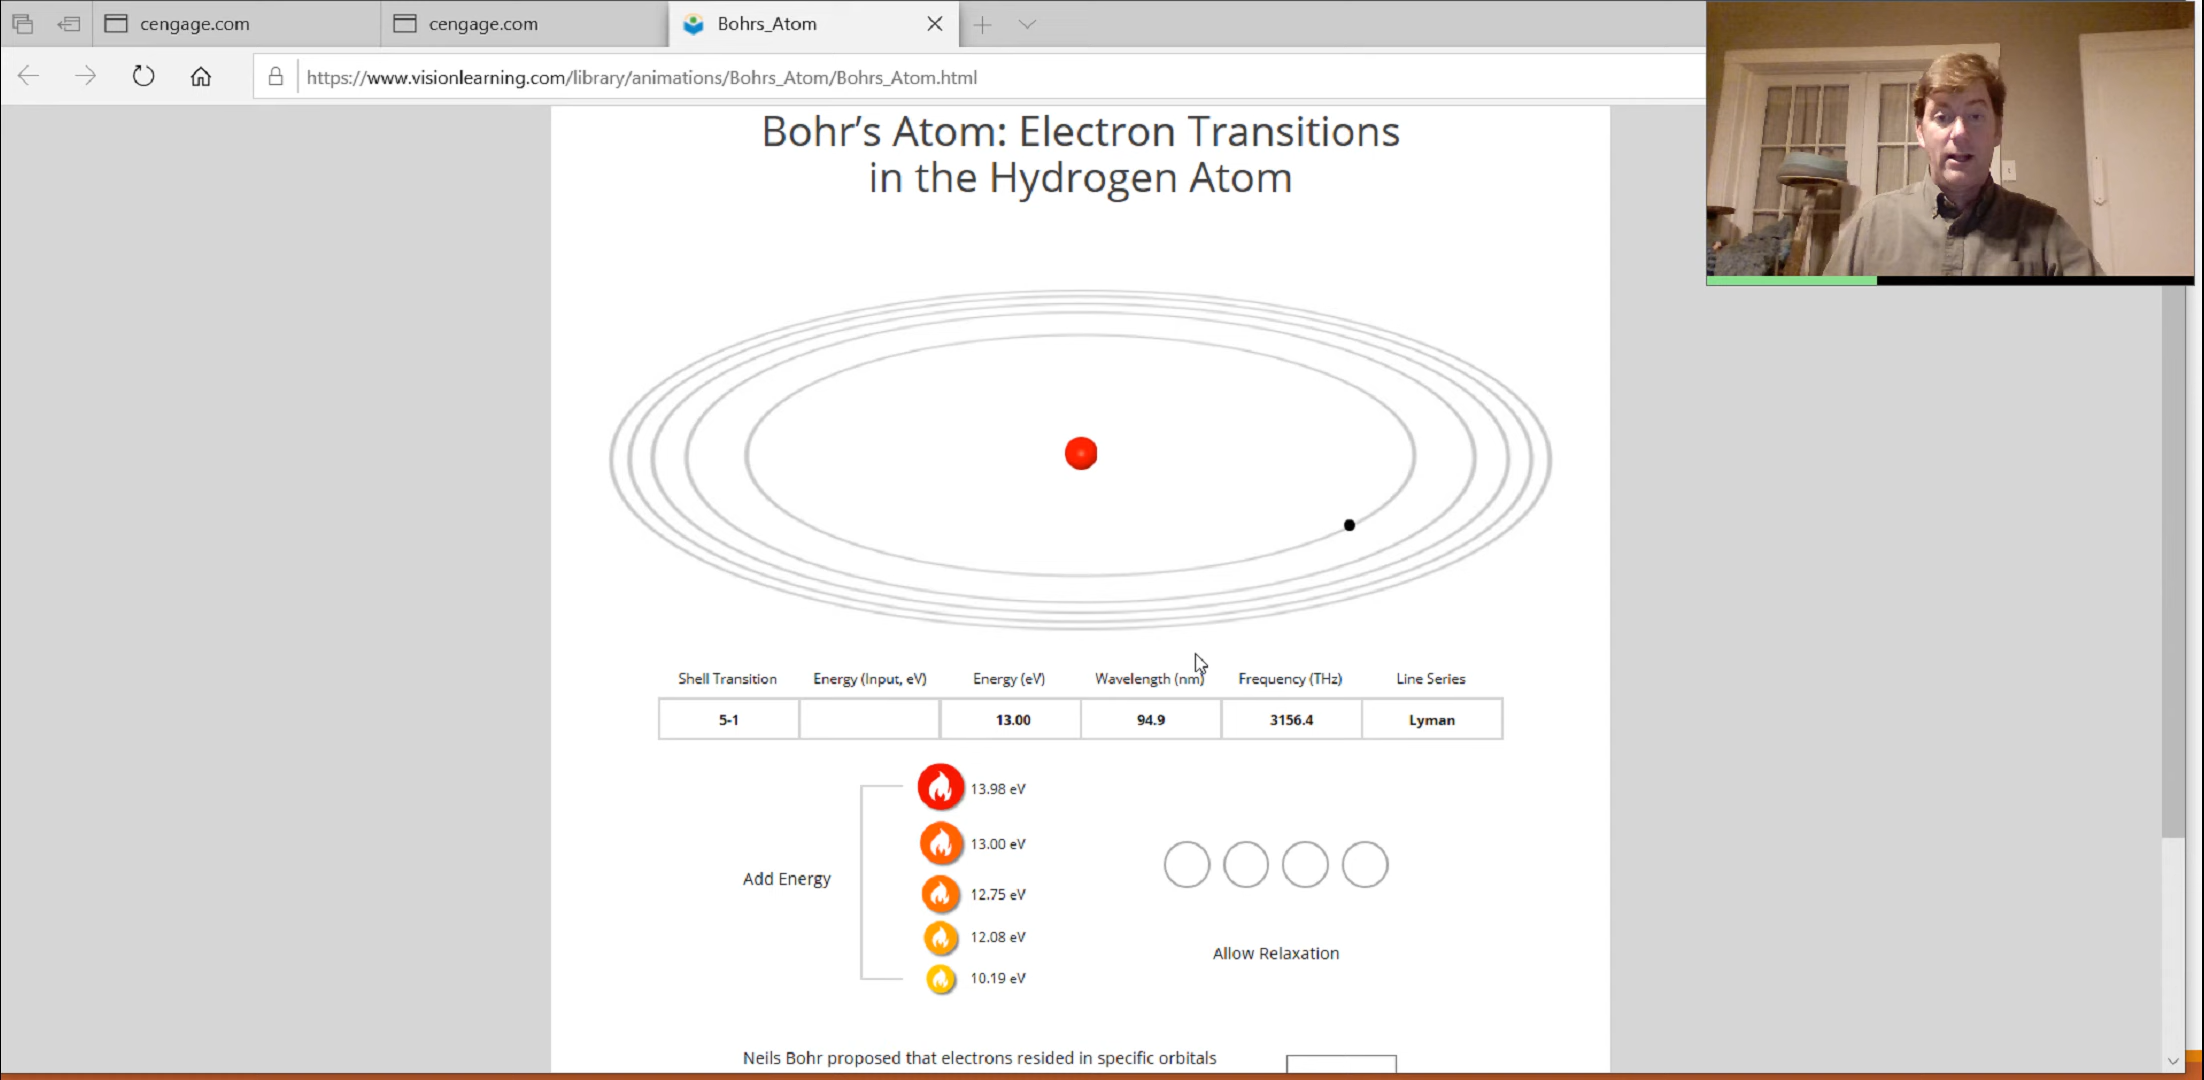 cengage.com
cengage.com
Bohrs_Atom
https://www.visionlearning.com/library/animations/Bohrs_Atom/Bohrs_Atom.html
Bohr's Atom: Electron Transitions
in the Hydrogen Atom
Shell Transition Energy (Input, eV) Energy (eV) Wavelength (nm) Frequency (THz) Line Series
5-1 13.00 94.9 3156.4 Lyman
13.98 eV
13.00 eV
Add Energy
12.75 eV
12.08 eV
10.19 eV
Allow Relaxation
Neils Bohr proposed that electrons resided in specific orbitals